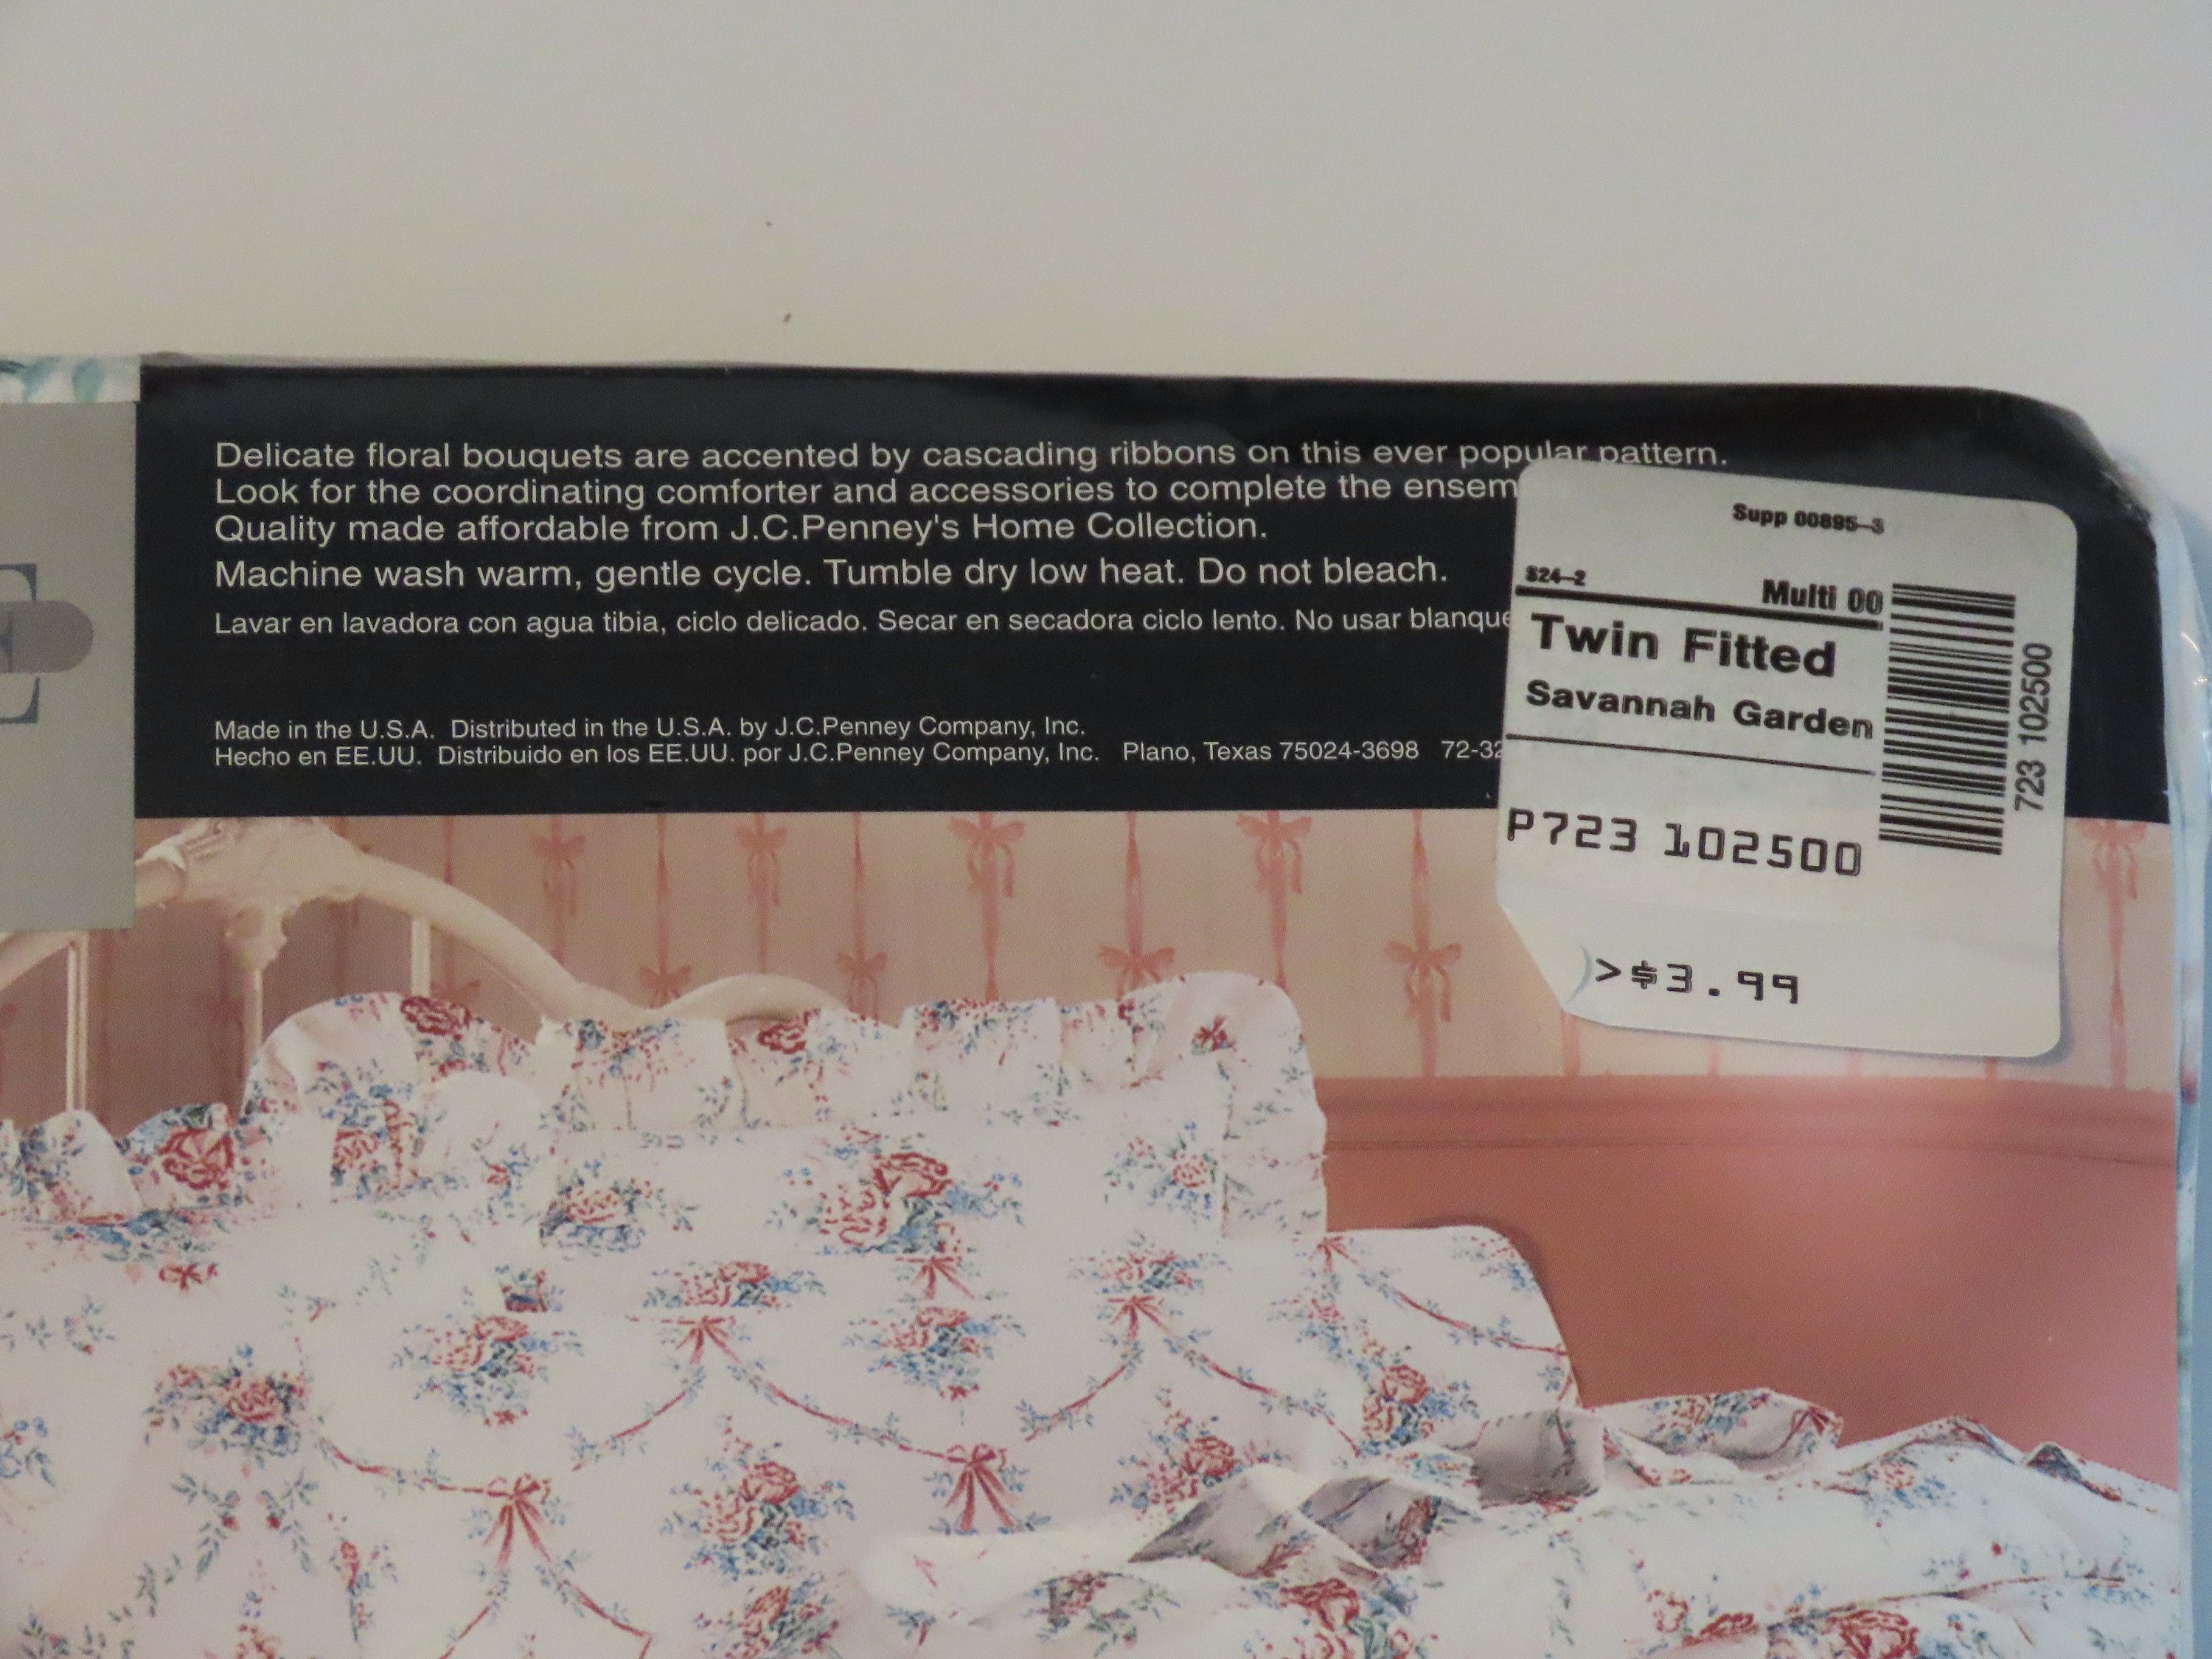 Delicate floral bouquets are accented by cascading ribbons on this ever popular pattern.
Look for the coordinating comforter and accessories to complete the ensem
Quality made affordable from J.C.Penney's Home Collection.
Machine wash warm, gentle cycle. Tumble dry low heat. Do not bleach.
Lavar en lavadora con agua tibia, ciclo delicado. Secar en secadora ciclo lento. No usar blanque
Made in the U.S.A. Distributed in the U.S.A. by J.C.Penney Company, Inc.
Hecho en EE.UU. Distribuido en los EE.UU. por J.C.Penney Company, Inc. Plano, Texas 75024-3698 72-32
E
Supp 00895-3
S24-2
Multi 00
Twin Fitted
Savannah Garden
723 102500
P723 102500
>$3.99